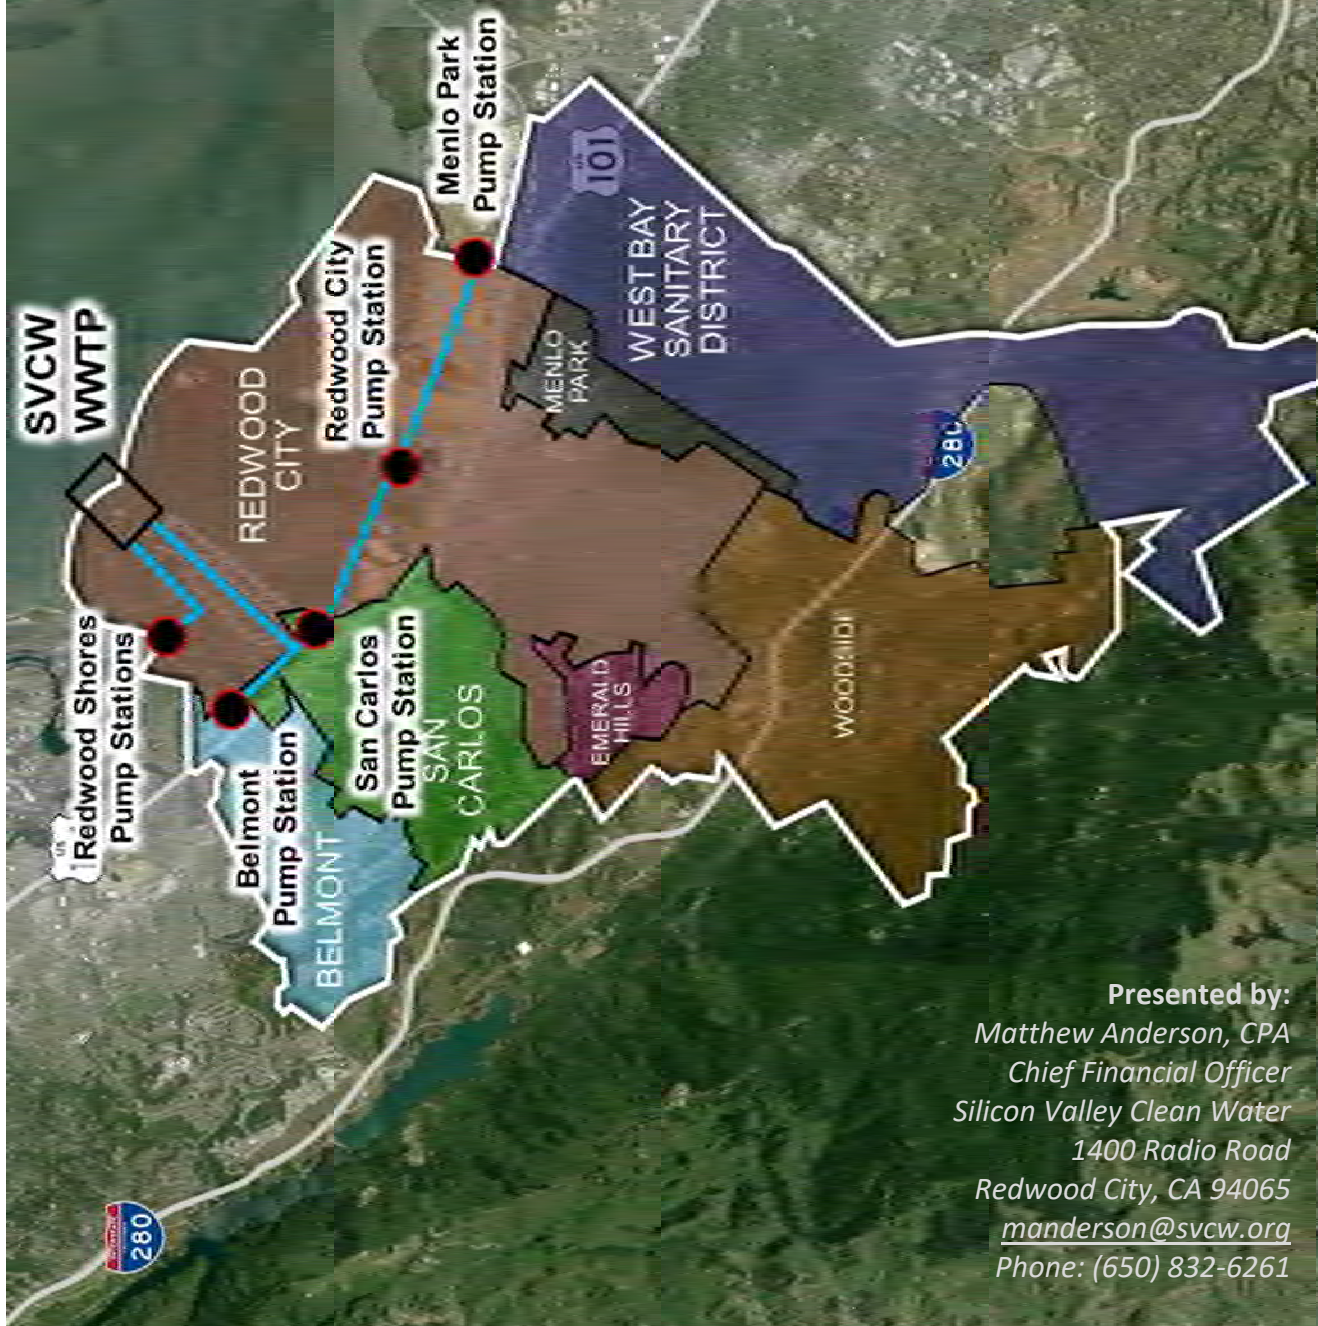 SVCW
WWTP
Redwood Shores
Pump Stations
Belmont
Pump Station
San Carlos
Pump Station
Redwood City
Pump Station
Menlo Park
Pump Station
REDWOOD
CITY
BELMONT
SAN
CARLOS
EMERALD
HILLS
MENLO
PARK
WEST BAY
SANITARY
DISTRICT
US
101
280
280
Presented by:
Matthew Anderson, CPA
Chief Financial Officer
Silicon Valley Clean Water
1400 Radio Road
Redwood City, CA 94065
manderson@svcw.org
Phone: (650) 832-6261